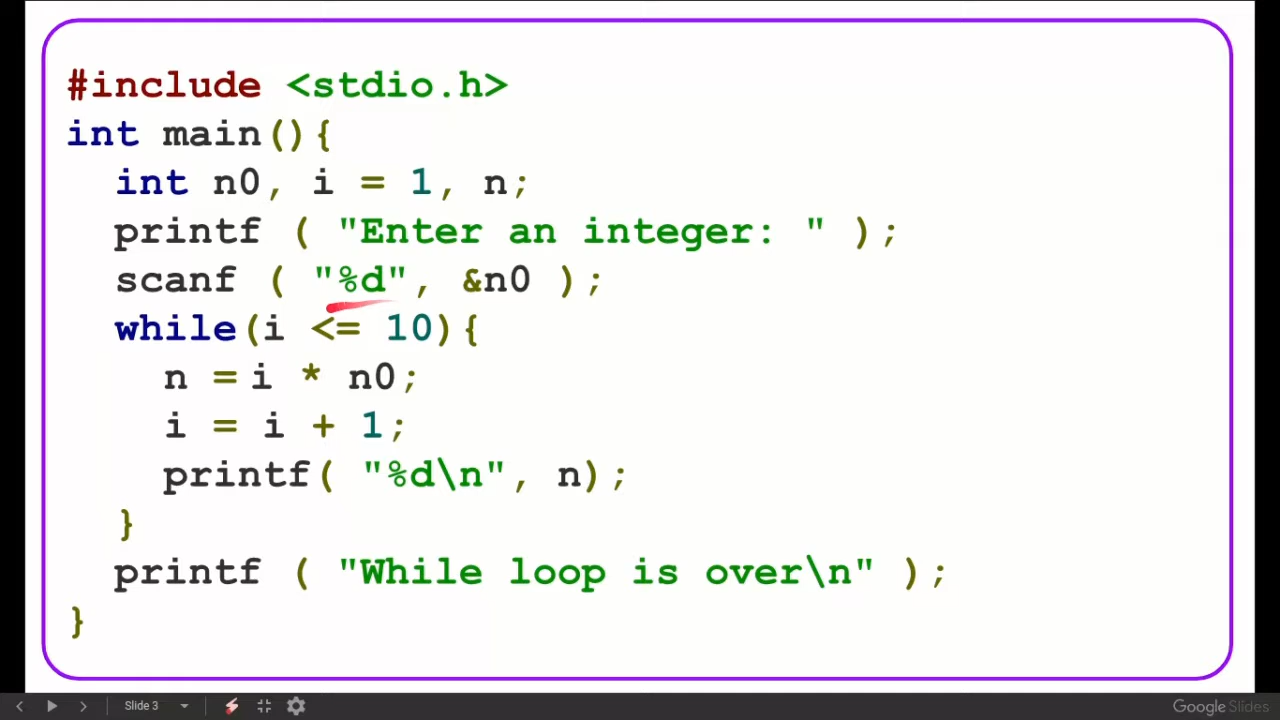 #include <stdio.h>
int main(){
int n0, i = 1, n;
printf ( "Enter an integer: " );
scanf ( "%d", &n0 );
while(i <= 10){
n = i * n0;
i = i + 1;
printf( "%d\n", n);
}
printf ( "While loop is over\n" );
}
Slide 3
Google Slides